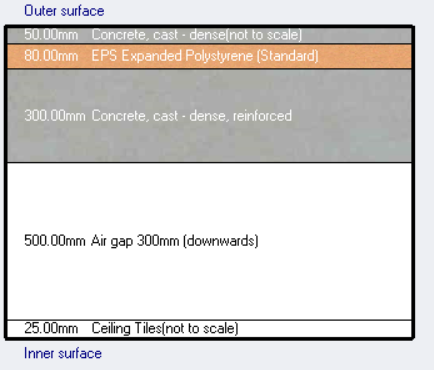 Outer surface
50.00mm Concrete, cast - dense(not to scale)
80.00mm EPS Expanded Polystyrene (Standard)
300.00mm Concrete, cast - dense, reinforced
500.00mm Air gap 300mm (downwards)
25.00mm Ceiling Tiles(not to scale)
Inner surface